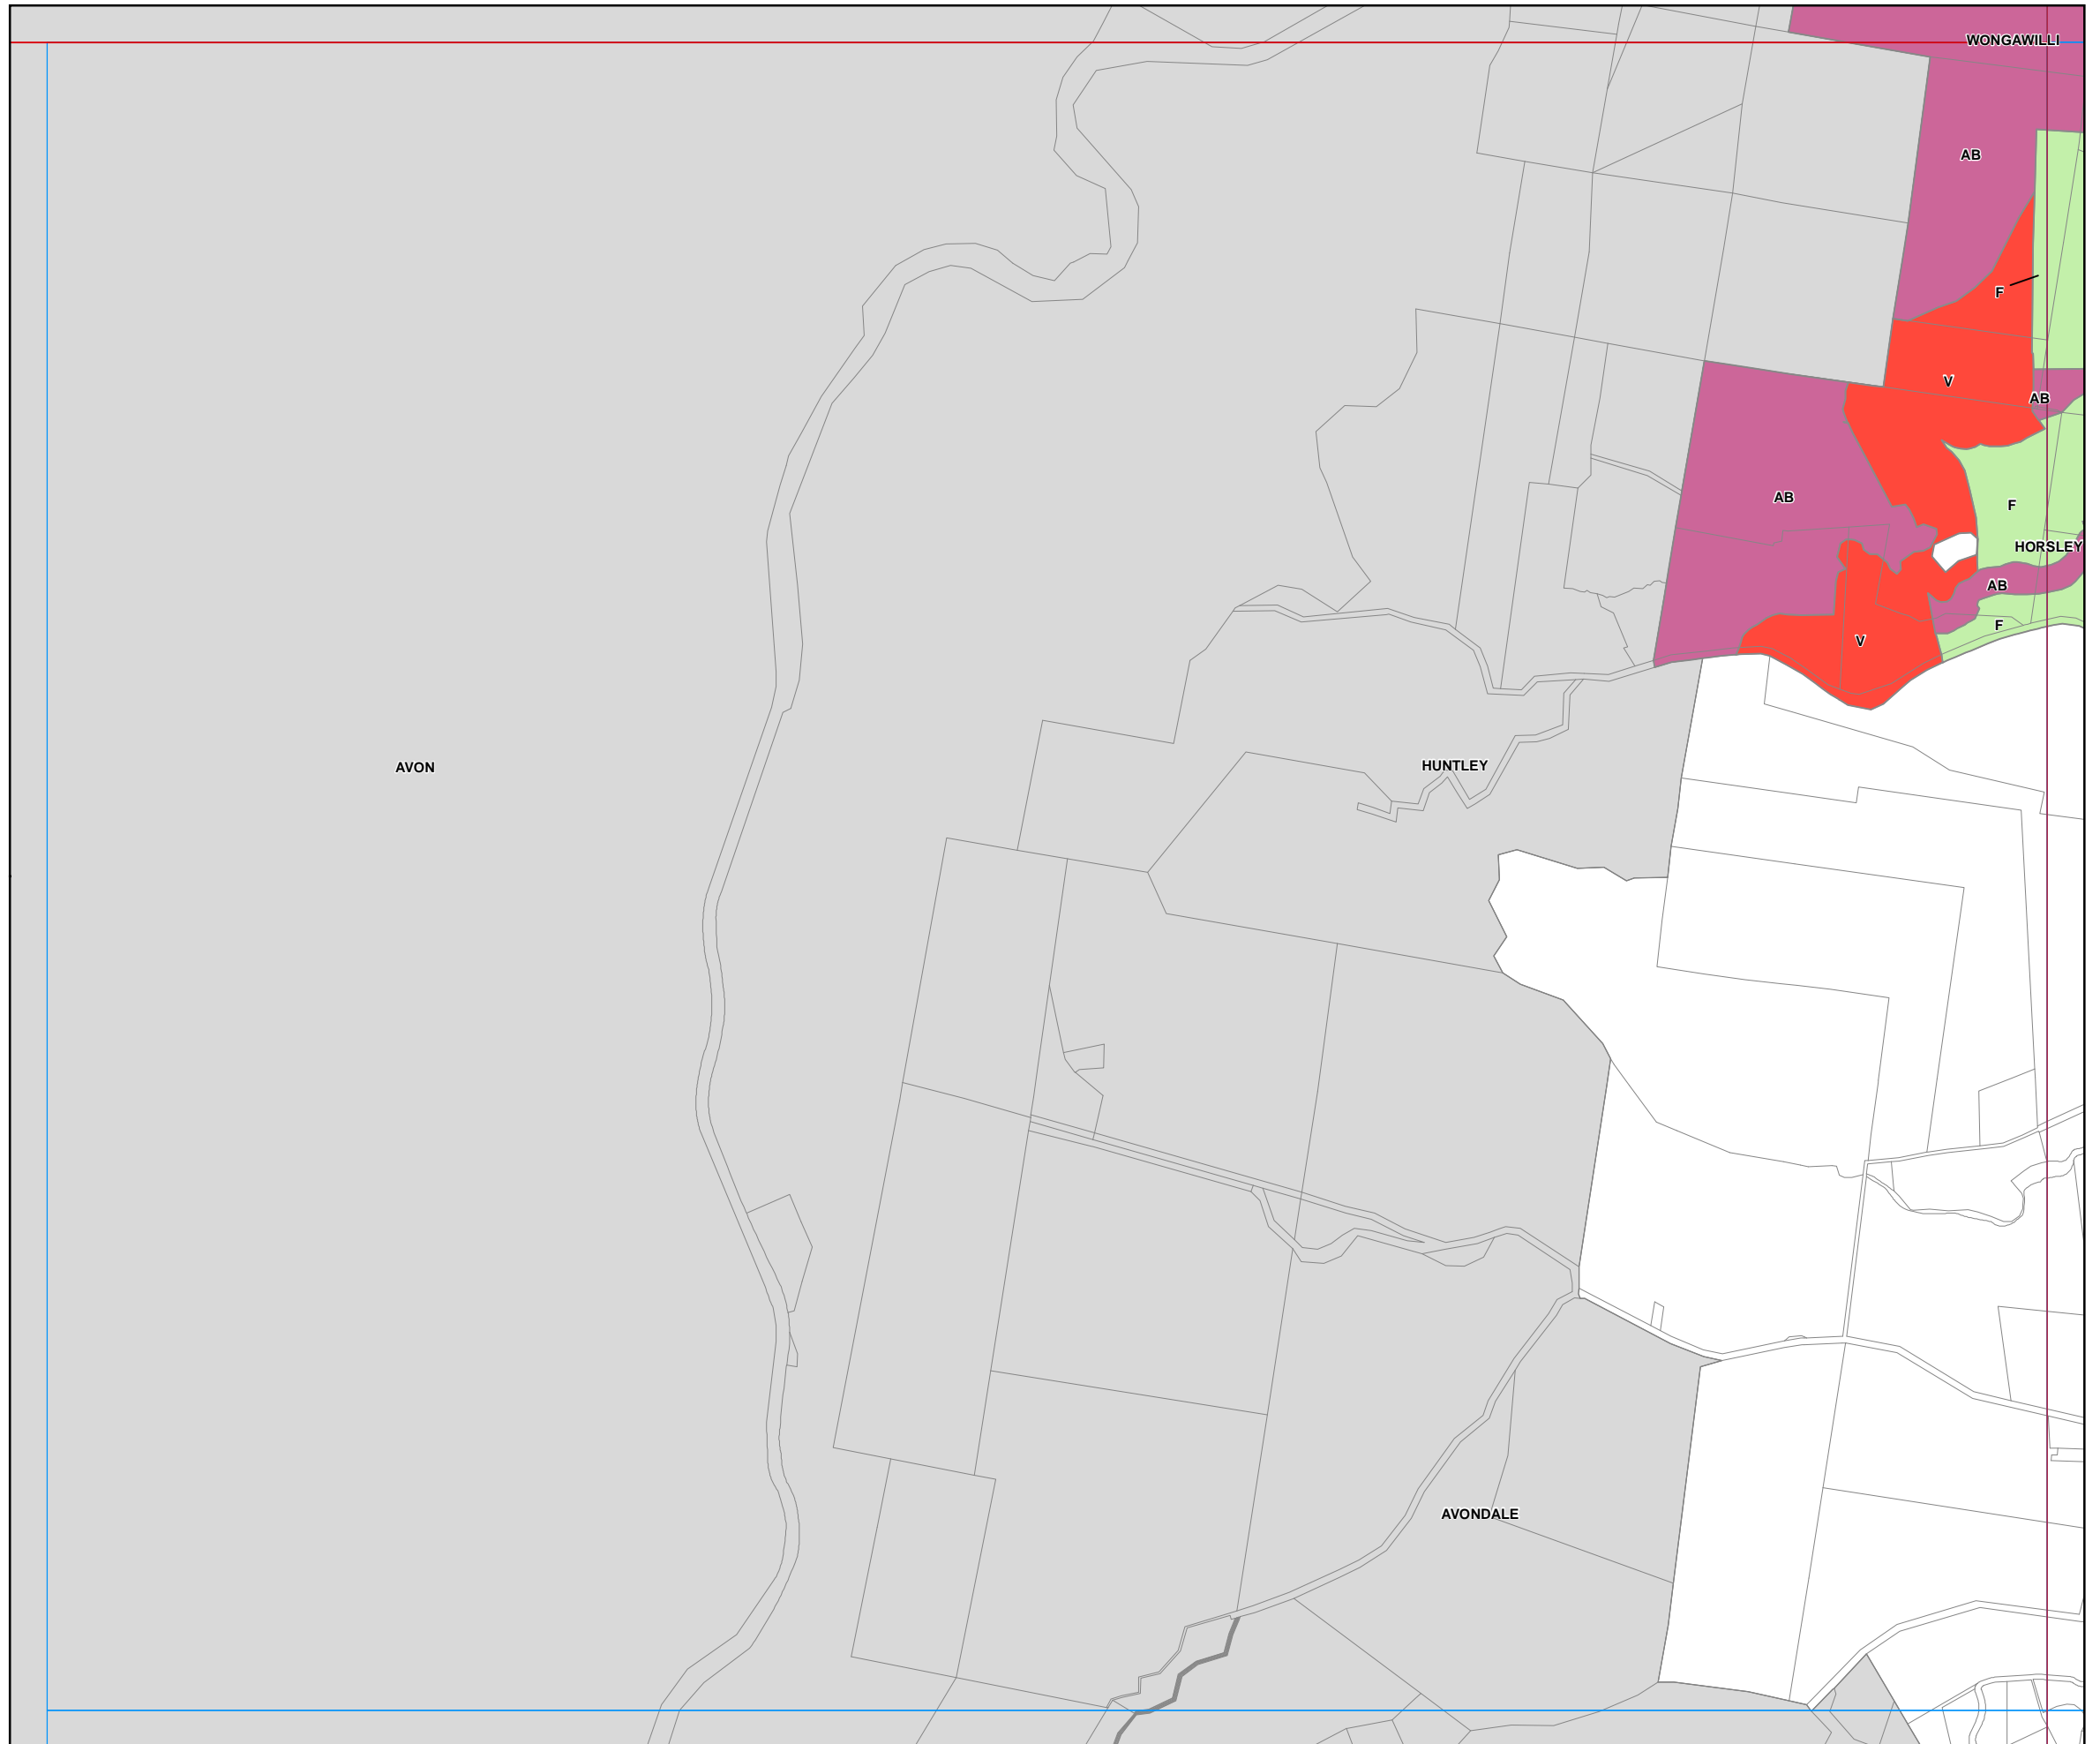 WONGAWILLI
AB
F
V
AB
AB
F
HORSLEY
AB
F
V
HUNTLEY
AVON
AVONDALE